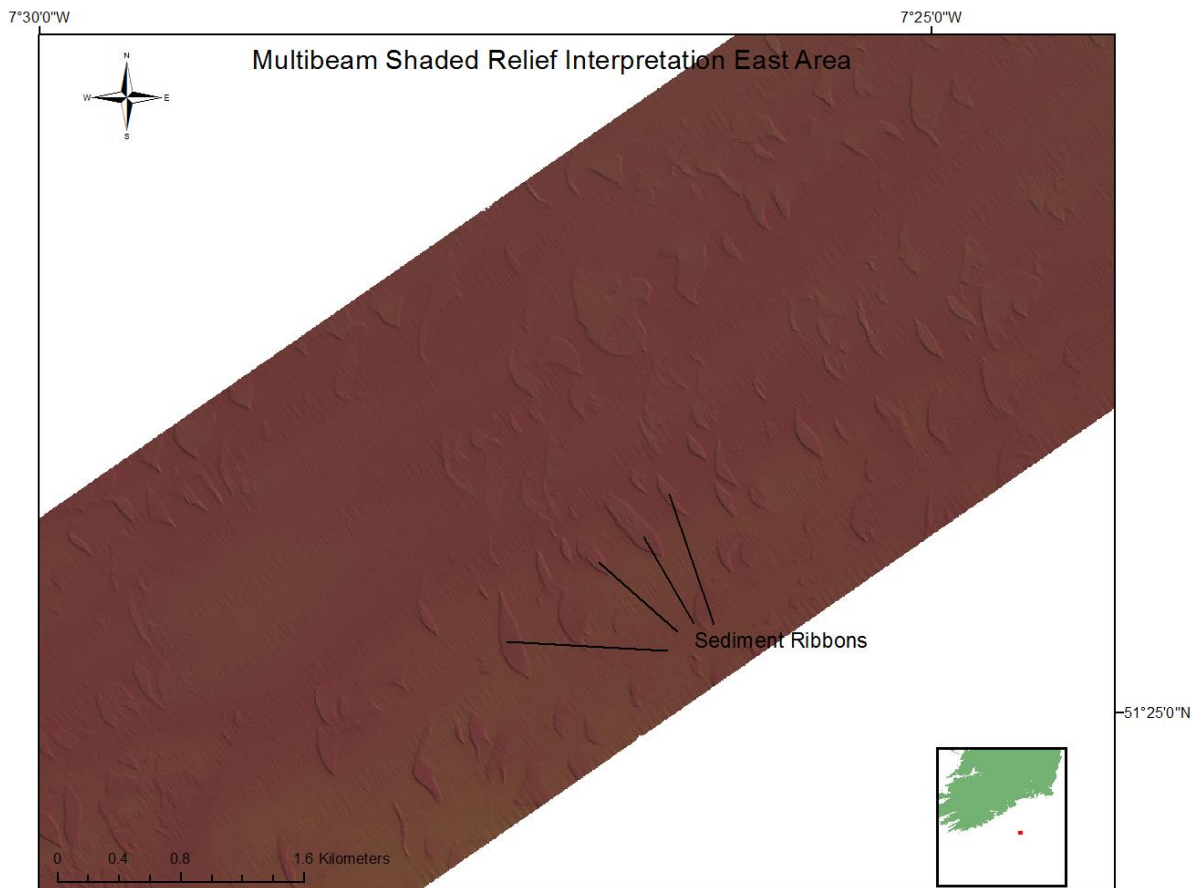 7°30'0"W
7°25'0"W
Multibeam Shaded Relief Interpretation East Area
N
W E
S
Sediment Ribbons
51°25'0"N
0 0.4 0.8 1.6 Kilometers